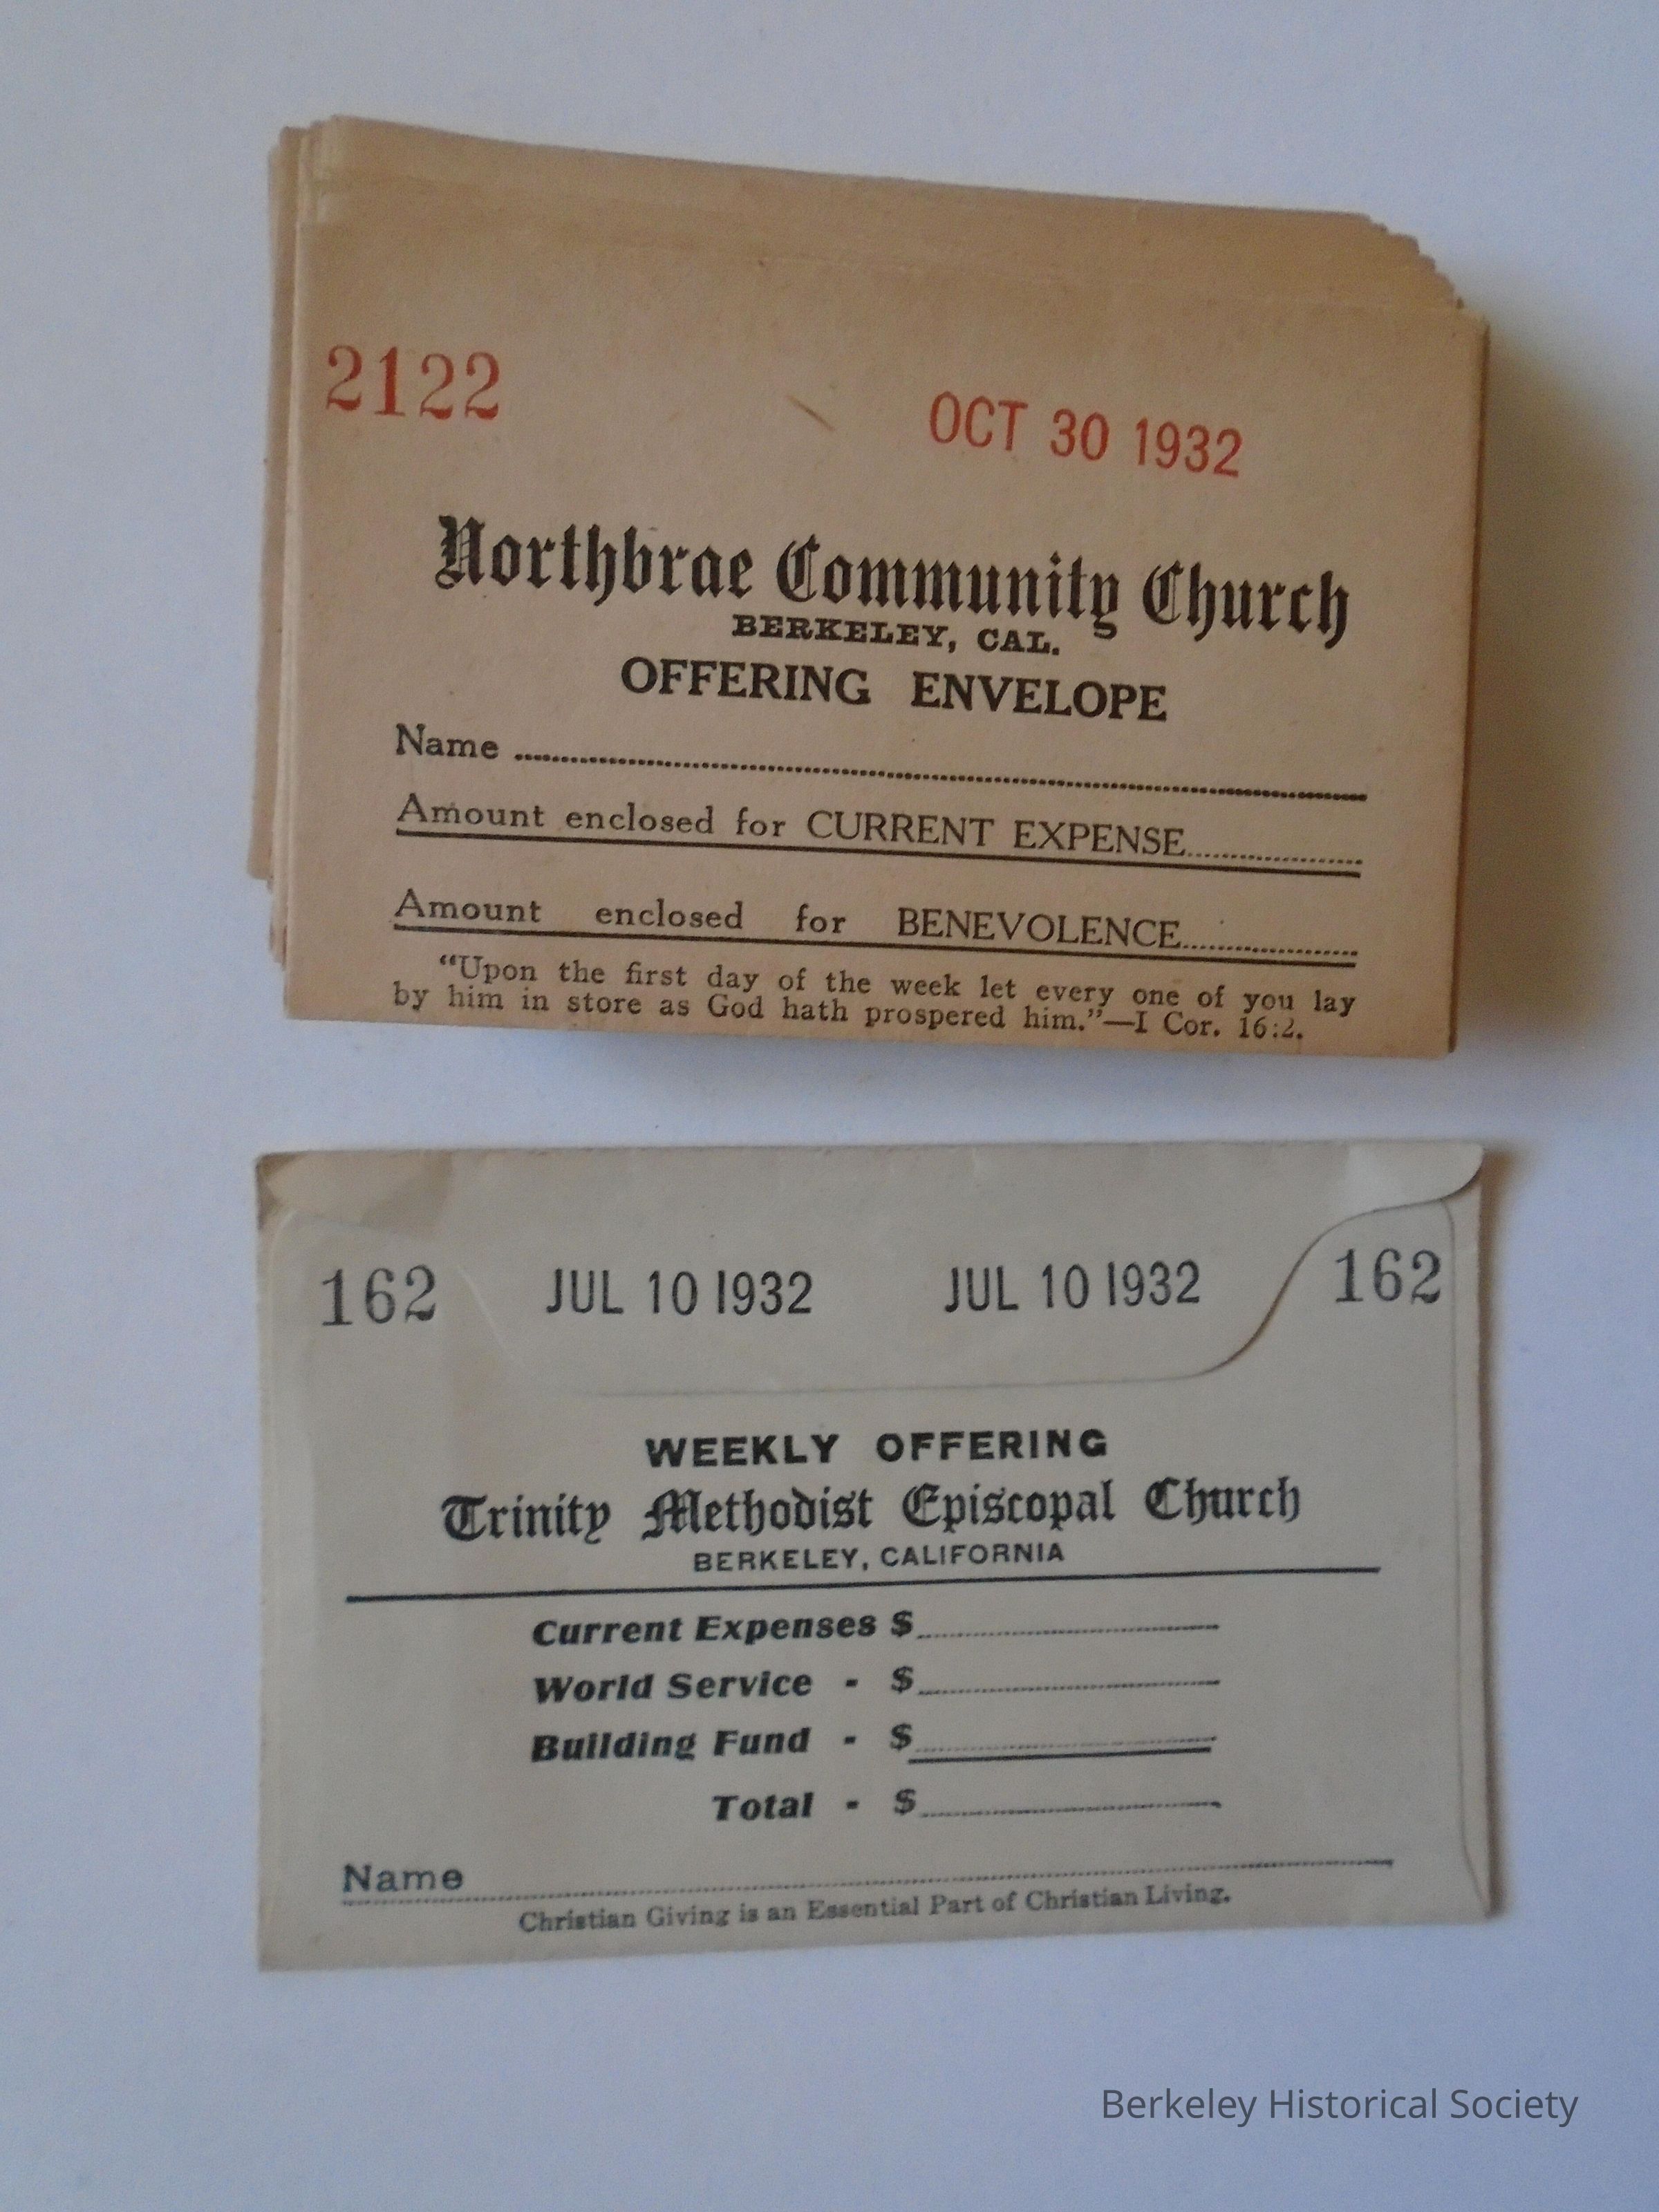 2122 OCT 30 1932
Northbrae Community Church
BERKELEY, CAL.
OFFERING ENVELOPE
Name
Amount enclosed for CURRENT EXPENSE
Amount enclosed for BENEVOLENCE
“Upon the first day of the week let every one of you lay
by him in store as God hath prospered him.”—I Cor. 16:2.
162 JUL 10 1932 JUL 10 1932 162
WEEKLY OFFERING
Trinity Methodist Episcopal Church
BERKELEY, CALIFORNIA
Current Expenses $
World Service - $
Building Fund - $
Total - $
Name
Christian Giving is an Essential Part of Christian Living.
Berkeley Historical Society